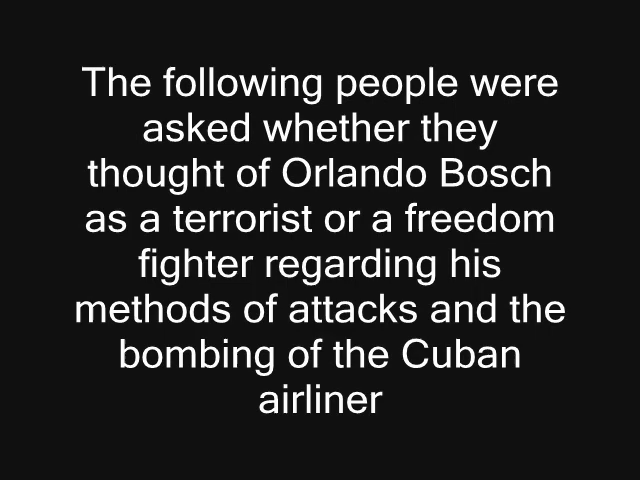 The following people were
asked whether they
thought of Orlando Bosch
as a terrorist or a freedom
fighter regarding his
methods of attacks and the
bombing of the Cuban
airliner